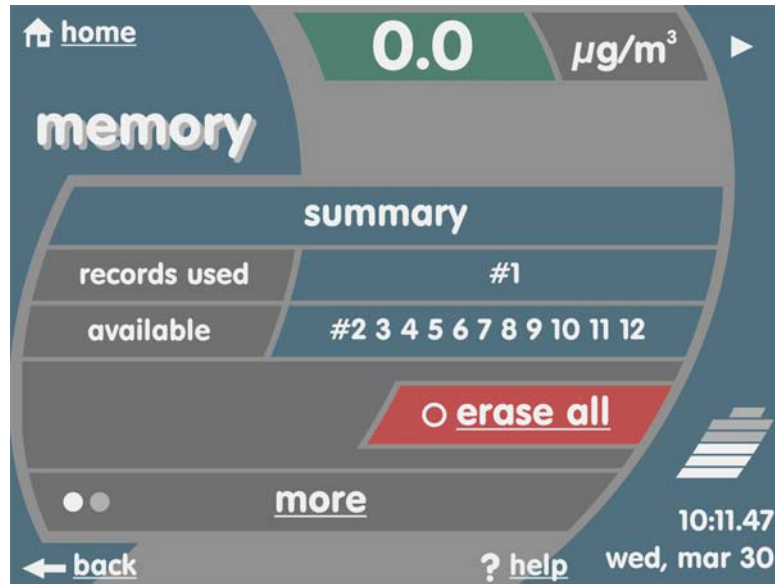 home
0.0 µg/m³
memory
summary
records used #1
available #2 3 4 5 6 7 8 9 10 11 12
erase all
more
10:11.47
back ? help wed, mar 30